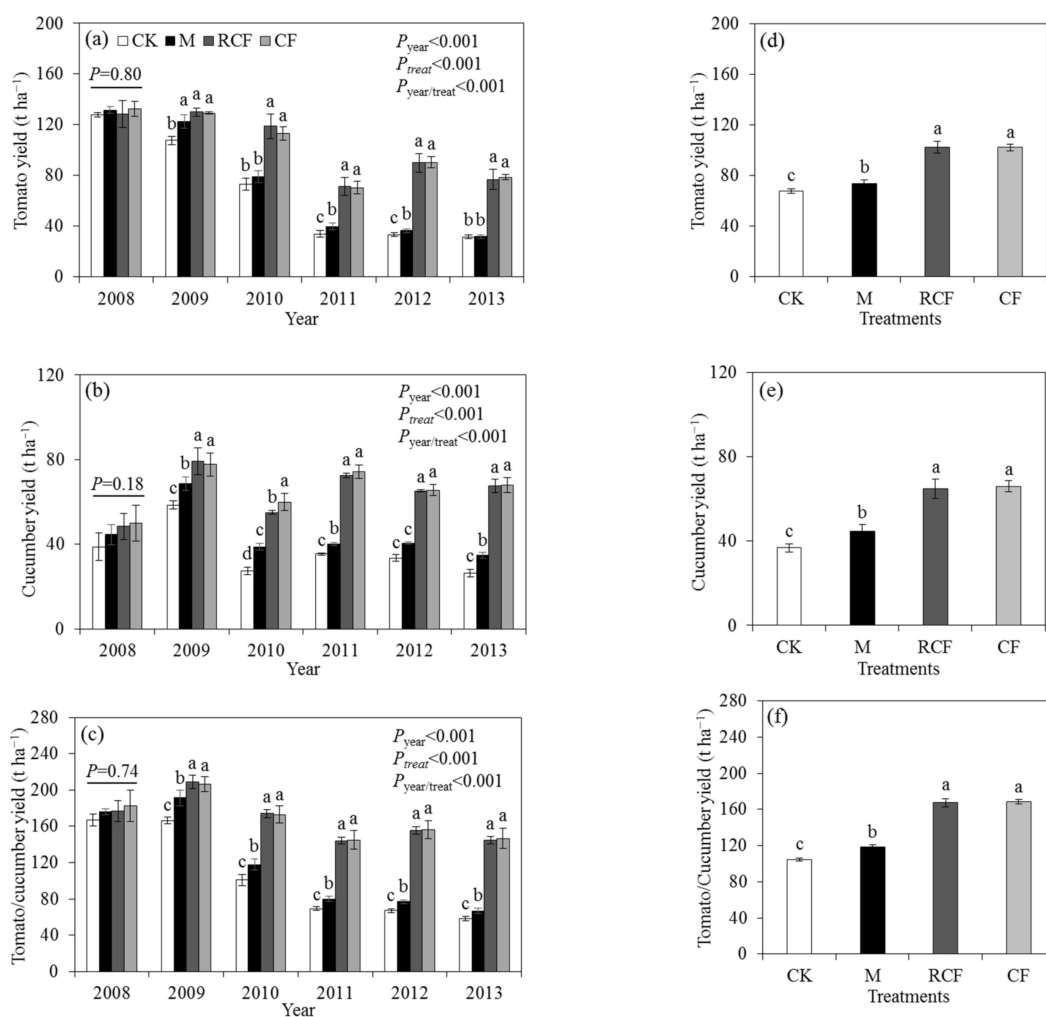 (a)
CK M RCF CF
P=0.80
Pyear<0.001
Ptreat<0.001
Pyear/treat<0.001
b a a a
b b a a
c b a a
c b a a
b b a a
Tomato yield (t ha⁻¹)
200
160
120
80
40
0
2008 2009 2010 2011 2012 2013
Year
(d)
c b a a
Tomato yield (t ha⁻¹)
200
160
120
80
40
0
CK M RCF CF
Treatments
(b)
P=0.18
Pyear<0.001
Ptreat<0.001
Pyear/treat<0.001
c b a a
d c b a
c b a a
c b a a
c b a a
Cucumber yield (t ha⁻¹)
120
80
40
0
2008 2009 2010 2011 2012 2013
Year
(e)
c b a a
Cucumber yield (t ha⁻¹)
120
80
40
0
CK M RCF CF
Treatments
(c)
P=0.74
Pyear<0.001
Ptreat<0.001
Pyear/treat<0.001
c b a a
c b a a
c b a a
c b a a
c b a a
Tomato/cucumber yield (t ha⁻¹)
280
240
200
160
120
80
40
0
2008 2009 2010 2011 2012 2013
Year
(f)
c b a a
Tomato/Cucumber yield (t ha⁻¹)
280
240
200
160
120
80
40
0
CK M RCF CF
Treatments